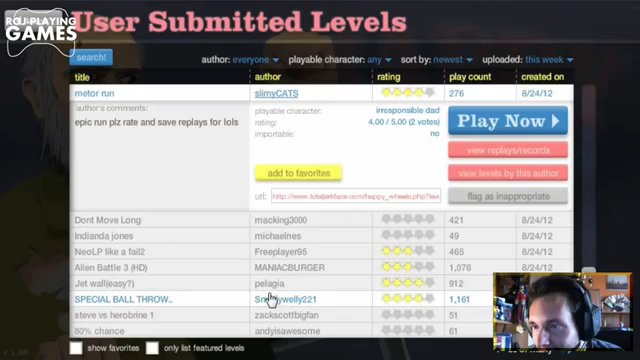 ROJ-PLAYING
GAMES
User Submitted Levels
search!
author: everyone playable character: any sort by: newest uploaded: this week
title author rating play count created on
metor run slimyCATS 276 8/24/12
author's comments:
epic run plz rate and save replays for lols
playable character: irresponsible dad
rating: 4.00 / 5.00 (2 votes)
importable: no
Play Now
view replays/records
add to favorites
view levels by this author
url: http://www.totaljerkface.com/happy_wheels.php?lev
flag as inappropriate
Dont Move Long macking3000 421 8/24/12
Indianda jones michaelnes 49 8/24/12
NeoLP like a fail2 Freeplayer95 465 8/24/12
Alien Battle 3 (HD) MANIACBURGER 1,076
Jet wall(easy?) pelagia 912
SPECIAL BALL THROW.. 1,161
steve vs herobrine 1 zackscottbigfan 51
80% chance andyisawesome 61
show favorites only list featured levels